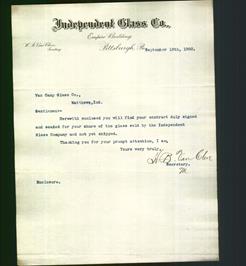 Independent Glass Co.,
Empire Building
Secretary
Pittsburgh, Pa. September 18th, 1902.
Van Camp Glass Co.,
Matthews, Ind.
Gentlemen:-
Herewith enclosed you will find your contract duly signed
and sealed for your share of the glass sold by the Independent
Glass Company and not yet shipped.
Thanking you for your prompt attention, I am,
Yours very truly,
Secretary.
M.
Enclosure.